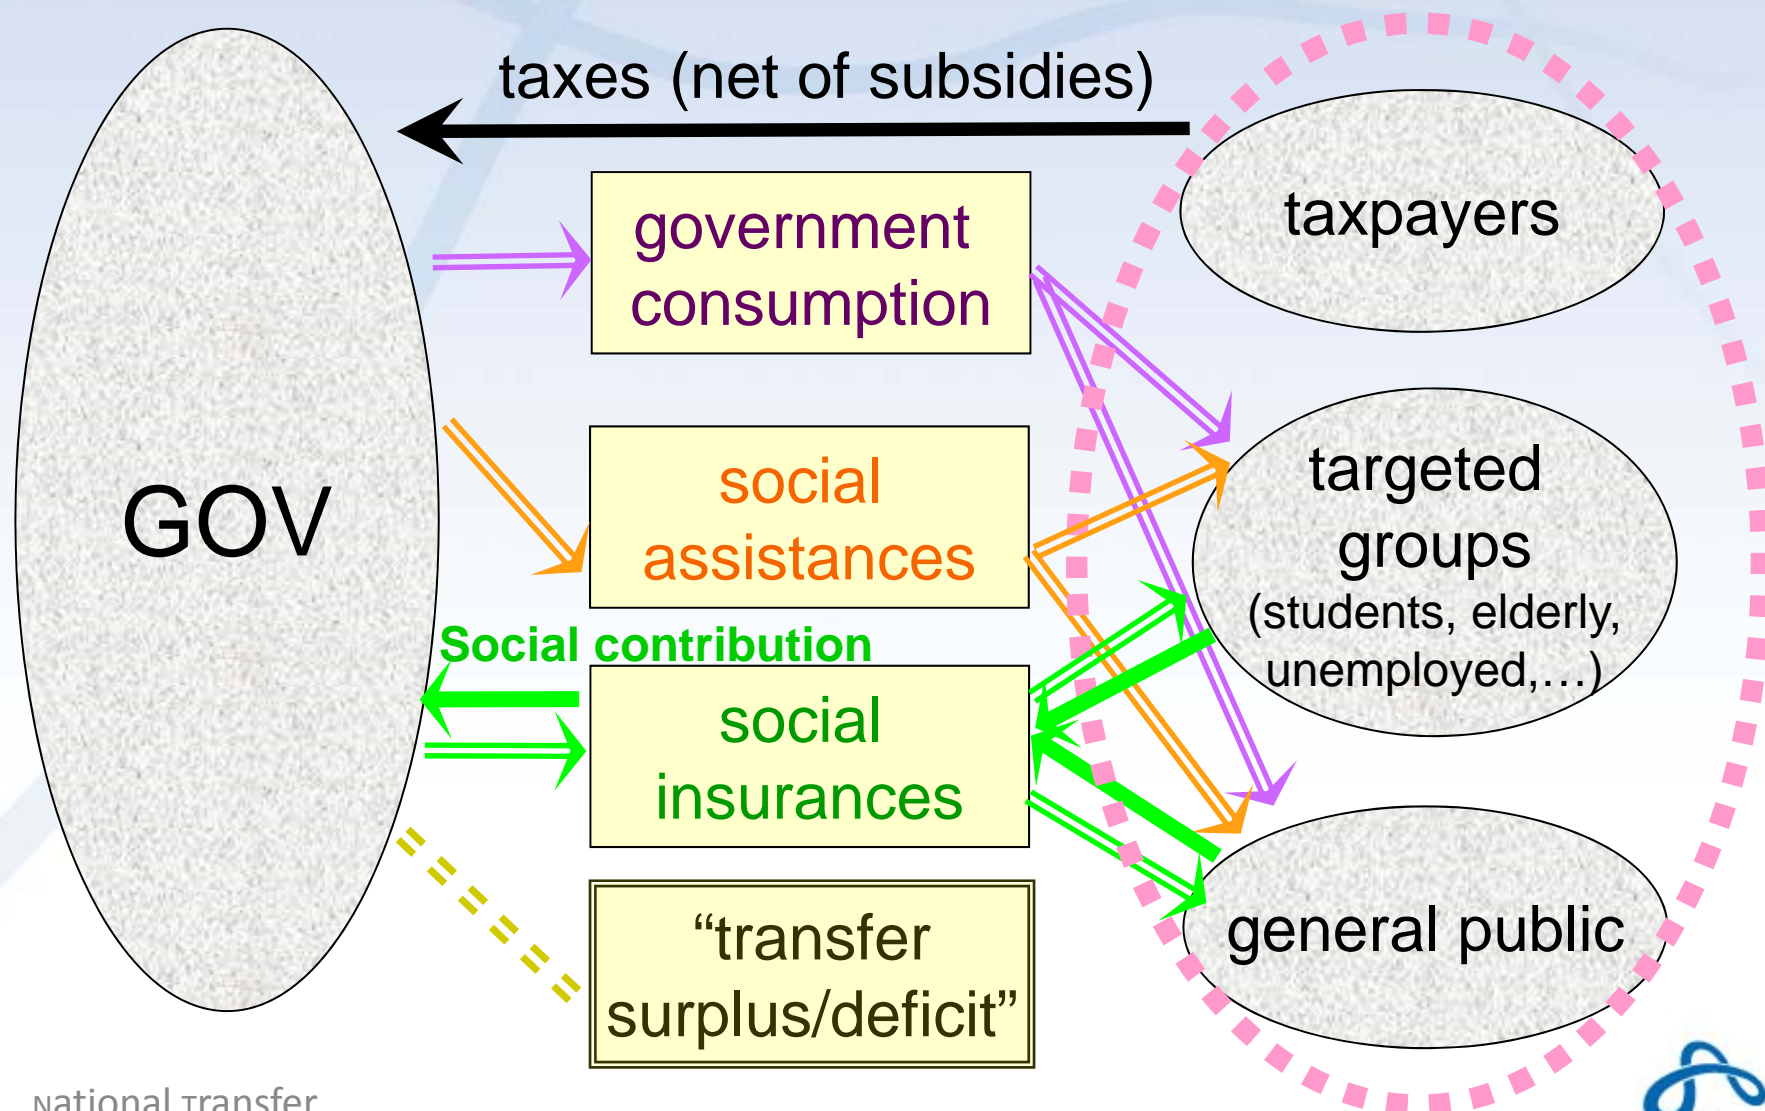 taxes (net of subsidies)
government
consumption
taxpayers
GOV
social
assistances
targeted
groups
(students, elderly,
unemployed,…)
Social contribution
social
insurances
general public
“transfer
surplus/deficit”
National Transfer